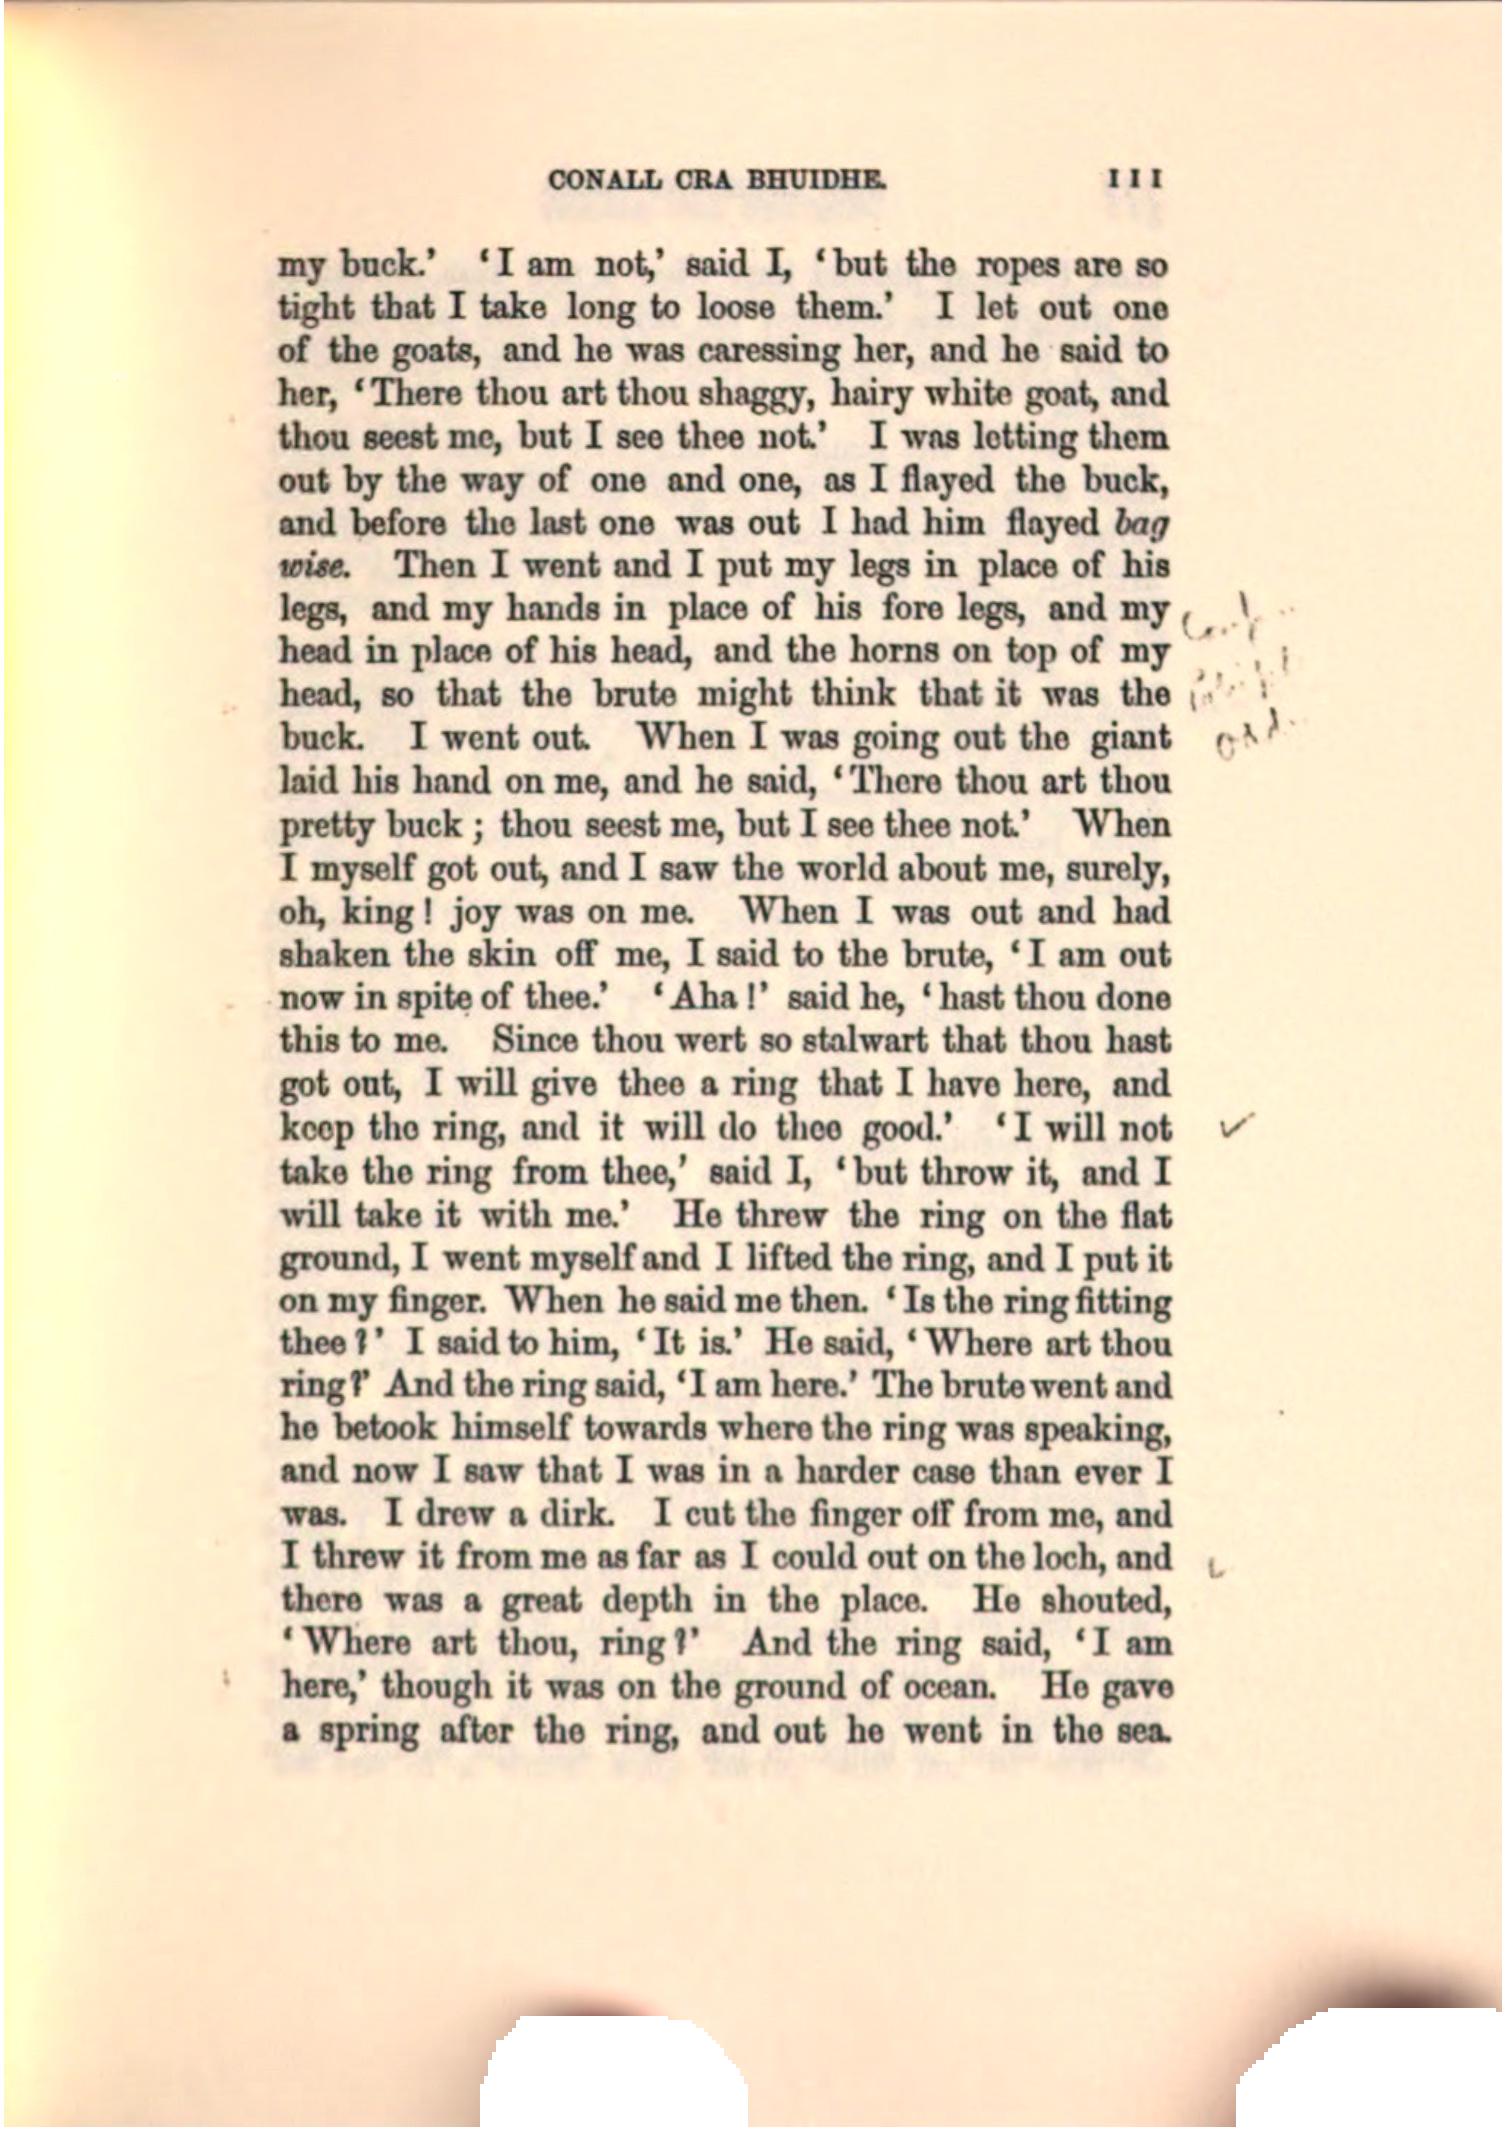 CONALL CRA BHUIDHE. 111
my buck.’ ‘I am not,’ said I, ‘but the ropes are so
tight that I take long to loose them.’ I let out one
of the goats, and he was caressing her, and he said to
her, ‘There thou art thou shaggy, hairy white goat, and
thou seest me, but I see thee not.’ I was letting them
out by the way of one and one, as I flayed the buck,
and before the last one was out I had him flayed bag
wise. Then I went and I put my legs in place of his
legs, and my hands in place of his fore legs, and my
head in place of his head, and the horns on top of my
head, so that the brute might think that it was the
buck. I went out. When I was going out the giant
laid his hand on me, and he said, ‘There thou art thou
pretty buck ; thou seest me, but I see thee not.’ When
I myself got out, and I saw the world about me, surely,
oh, king ! joy was on me. When I was out and had
shaken the skin off me, I said to the brute, ‘I am out
now in spite of thee.’ ‘Aha !’ said he, ‘hast thou done
this to me. Since thou wert so stalwart that thou hast
got out, I will give thee a ring that I have here, and
keep the ring, and it will do thee good.’ ‘I will not
take the ring from thee,’ said I, ‘but throw it, and I
will take it with me.’ He threw the ring on the flat
ground, I went myself and I lifted the ring, and I put it
on my finger. When he said me then. ‘Is the ring fitting
thee ?’ I said to him, ‘It is.’ He said, ‘Where art thou
ring?’ And the ring said, ‘I am here.’ The brute went and
he betook himself towards where the ring was speaking,
and now I saw that I was in a harder case than ever I
was. I drew a dirk. I cut the finger off from me, and
I threw it from me as far as I could out on the loch, and
there was a great depth in the place. He shouted,
‘Where art thou, ring ?’ And the ring said, ‘I am
here,’ though it was on the ground of ocean. He gave
a spring after the ring, and out he went in the sea.